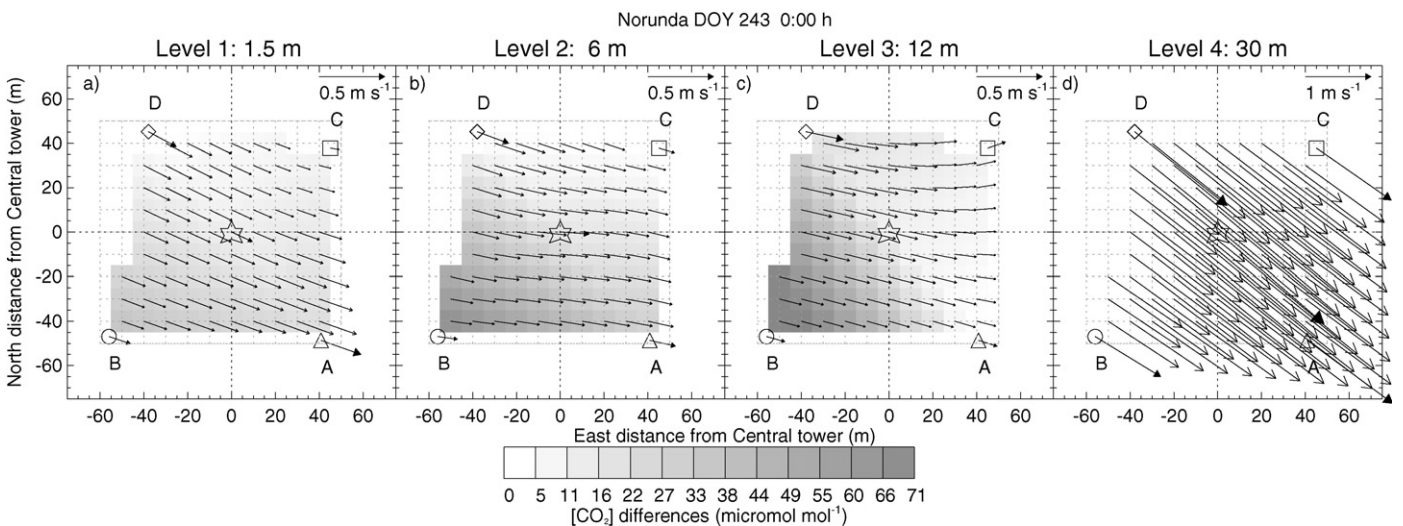 Norunda DOY 243 0:00 h
Level 1: 1.5 m Level 2: 6 m Level 3: 12 m Level 4: 30 m
a) b) c) d)
0.5 m s-1 0.5 m s-1 0.5 m s-1 1 m s-1
D C D C D C D C
B A B A B A B A
North distance from Central tower (m)
60
40
20
0
-20
-40
-60
-60 -40 -20 0 20 40 60 -60 -40 -20 0 20 40 60 -60 -40 -20 0 20 40 60 -60 -40 -20 0 20 40 60
East distance from Central tower (m)
0 5 11 16 22 27 33 38 44 49 55 60 66 71
[CO₂] differences (micromol mol-1)